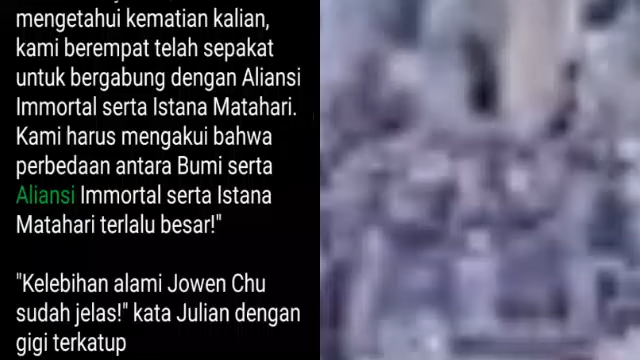 mengetahui kematian kalian,
kami berempat telah sepakat
untuk bergabung dengan Aliansi
Immortal serta Istana Matahari.
Kami harus mengakui bahwa
perbedaan antara Bumi serta
Aliansi Immortal serta Istana
Matahari terlalu besar!"
"Kelebihan alami Jowen Chu
sudah jelas!" kata Julian dengan
gigi terkatup